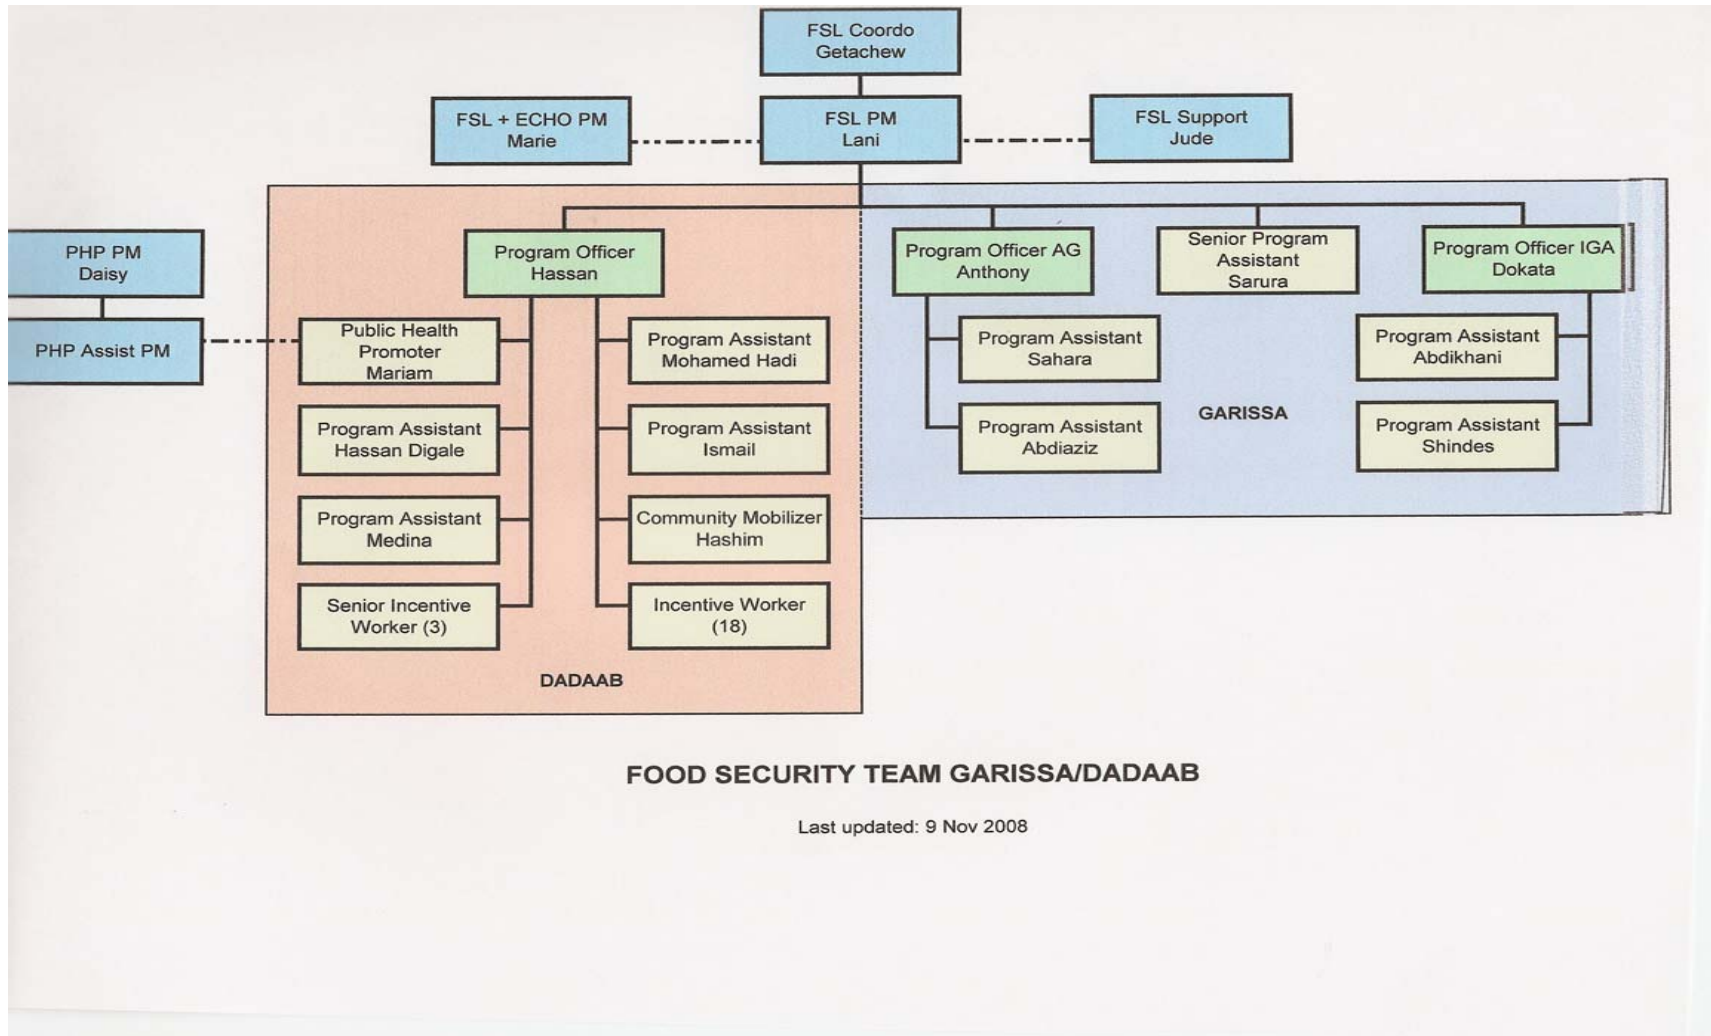 FSL Coordo
Getachew
FSL + ECHO PM
Marie
FSL PM
Lani
FSL Support
Jude
PHP PM
Daisy
PHP Assist PM
Program Officer
Hassan
Public Health
Promoter
Mariam
Program Assistant
Hassan Digale
Program Assistant
Medina
Senior Incentive
Worker (3)
Program Assistant
Mohamed Hadi
Program Assistant
Ismail
Community Mobilizer
Hashim
Incentive Worker
(18)
DADAAB
Program Officer AG
Anthony
Program Assistant
Sahara
Program Assistant
Abdiaziz
Senior Program
Assistant
Sarura
GARISSA
Program Officer IGA
Dokata
Program Assistant
Abdikhani
Program Assistant
Shindes
FOOD SECURITY TEAM GARISSA/DADAAB
Last updated: 9 Nov 2008